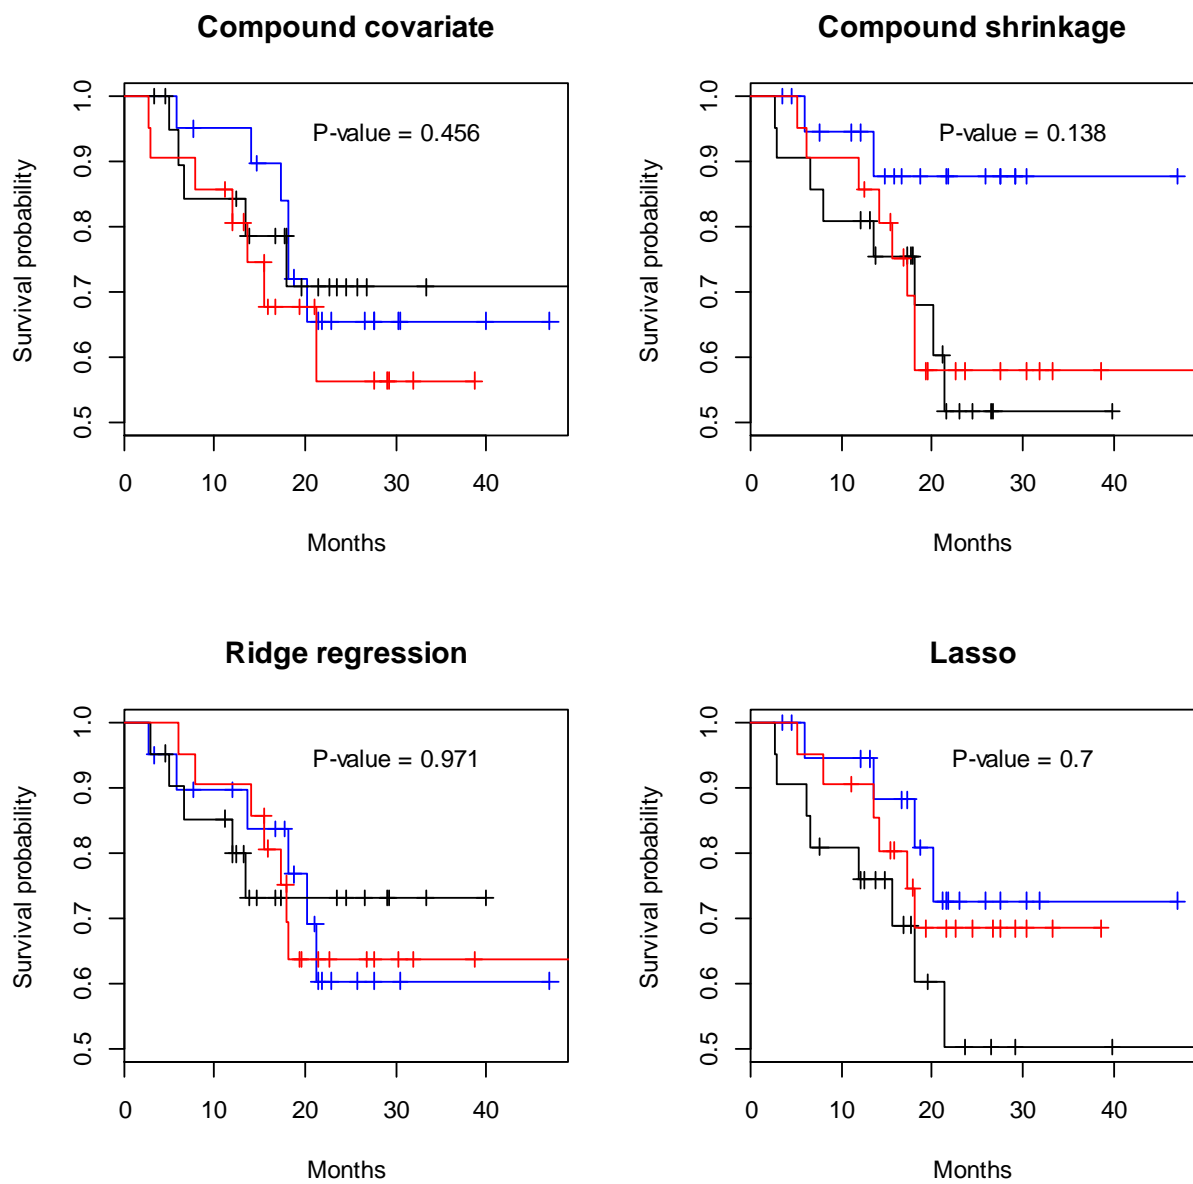 Compound covariate
P-value = 0.456
Survival probability
1.0
0.9
0.8
0.7
0.6
0.5
0 10 20 30 40
Months
Compound shrinkage
P-value = 0.138
Survival probability
1.0
0.9
0.8
0.7
0.6
0.5
0 10 20 30 40
Months
Ridge regression
P-value = 0.971
Survival probability
1.0
0.9
0.8
0.7
0.6
0.5
0 10 20 30 40
Months
Lasso
P-value = 0.7
Survival probability
1.0
0.9
0.8
0.7
0.6
0.5
0 10 20 30 40
Months